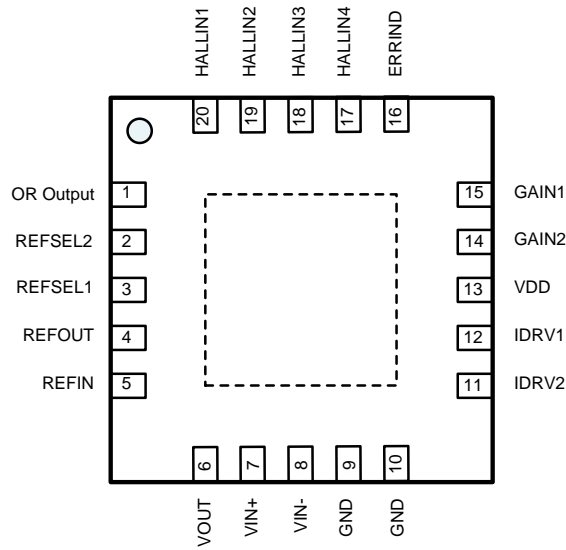 HALLIN1
HALLIN2
HALLIN3
HALLIN4
ERRIND
20
19
18
17
16
OR Output 1
REFSEL2 2
REFSEL1 3
REFOUT 4
REFIN 5
15 GAIN1
14 GAIN2
13 VDD
12 IDRV1
11 IDRV2
6
7
8
9
10
VOUT
VIN+
VIN-
GND
GND